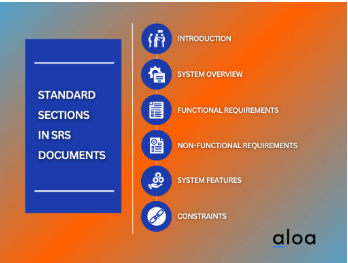 STANDARD
SECTIONS
IN SRS
DOCUMENTS
INTRODUCTION
SYSTEM OVERVIEW
FUNCTIONAL REQUIREMENTS
NON-FUNCTIONAL REQUIREMENTS
SYSTEM FEATURES
CONSTRAINTS
aloa